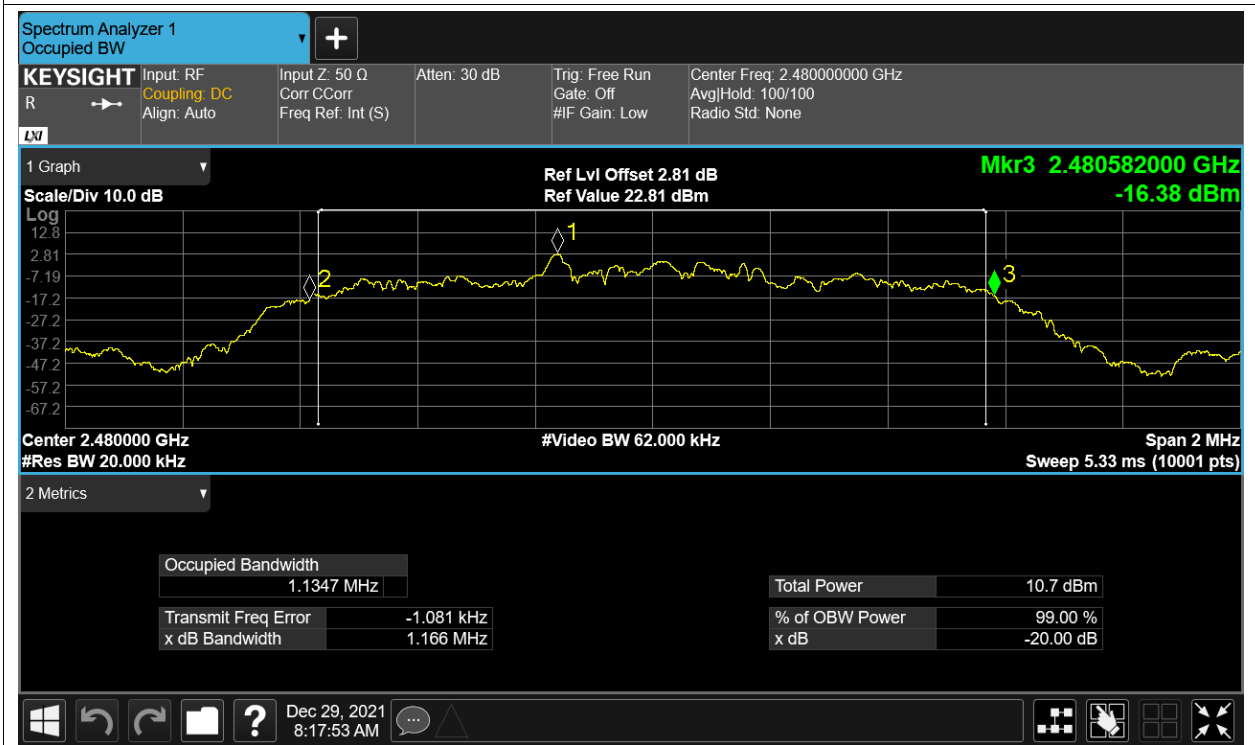 Spectrum Analyzer 1
Occupied BW
KEYSIGHT
R
LXI
Input: RF
Coupling: DC
Align: Auto
Input Z: 50 Ω
Corr CCorr
Freq Ref: Int (S)
Atten: 30 dB
Trig: Free Run
Gate: Off
#IF Gain: Low
Center Freq: 2.480000000 GHz
Avg|Hold: 100/100
Radio Std: None
1 Graph
Scale/Div 10.0 dB
Ref Lvl Offset 2.81 dB
Ref Value 22.81 dBm
Mkr3 2.480582000 GHz
-16.38 dBm
Log
12.8
2.81
-7.19
-17.2
-27.2
-37.2
-47.2
-57.2
-67.2
1
2
3
Center 2.480000 GHz
#Res BW 20.000 kHz
#Video BW 62.000 kHz
Span 2 MHz
Sweep 5.33 ms (10001 pts)
2 Metrics
Occupied Bandwidth
1.1347 MHz
Transmit Freq Error -1.081 kHz
x dB Bandwidth 1.166 MHz
Total Power 10.7 dBm
% of OBW Power 99.00 %
x dB -20.00 dB
?
Dec 29, 2021
8:17:53 AM